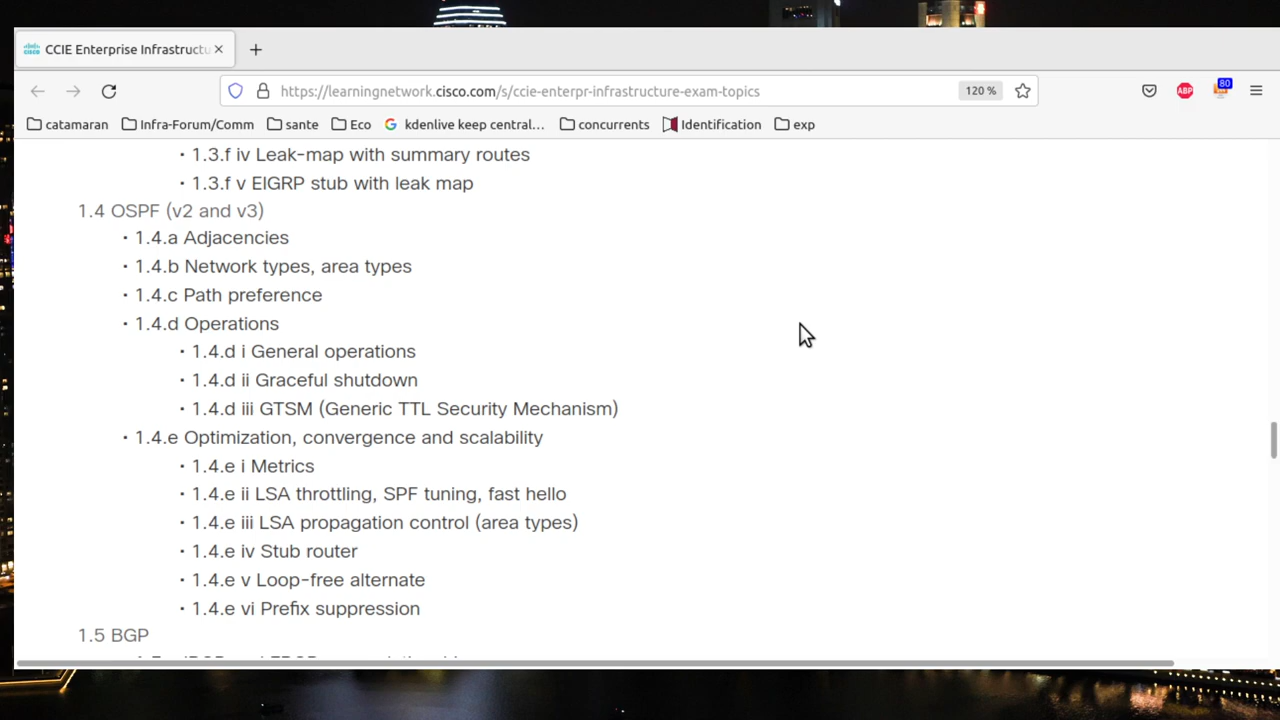 CISCO CCIE Enterprise Infrastructu
https://learningnetwork.cisco.com/s/ccie-enterpr-infrastructure-exam-topics 120 % ABP 80
catamaran Infra-Forum/Comm sante Eco G kdenlive keep central... concurrents Identification exp
• 1.3.f iv Leak-map with summary routes
• 1.3.f v EIGRP stub with leak map
1.4 OSPF (v2 and v3)
• 1.4.a Adjacencies
• 1.4.b Network types, area types
• 1.4.c Path preference
• 1.4.d Operations
• 1.4.d i General operations
• 1.4.d ii Graceful shutdown
• 1.4.d iii GTSM (Generic TTL Security Mechanism)
• 1.4.e Optimization, convergence and scalability
• 1.4.e i Metrics
• 1.4.e ii LSA throttling, SPF tuning, fast hello
• 1.4.e iii LSA propagation control (area types)
• 1.4.e iv Stub router
• 1.4.e v Loop-free alternate
• 1.4.e vi Prefix suppression
1.5 BGP